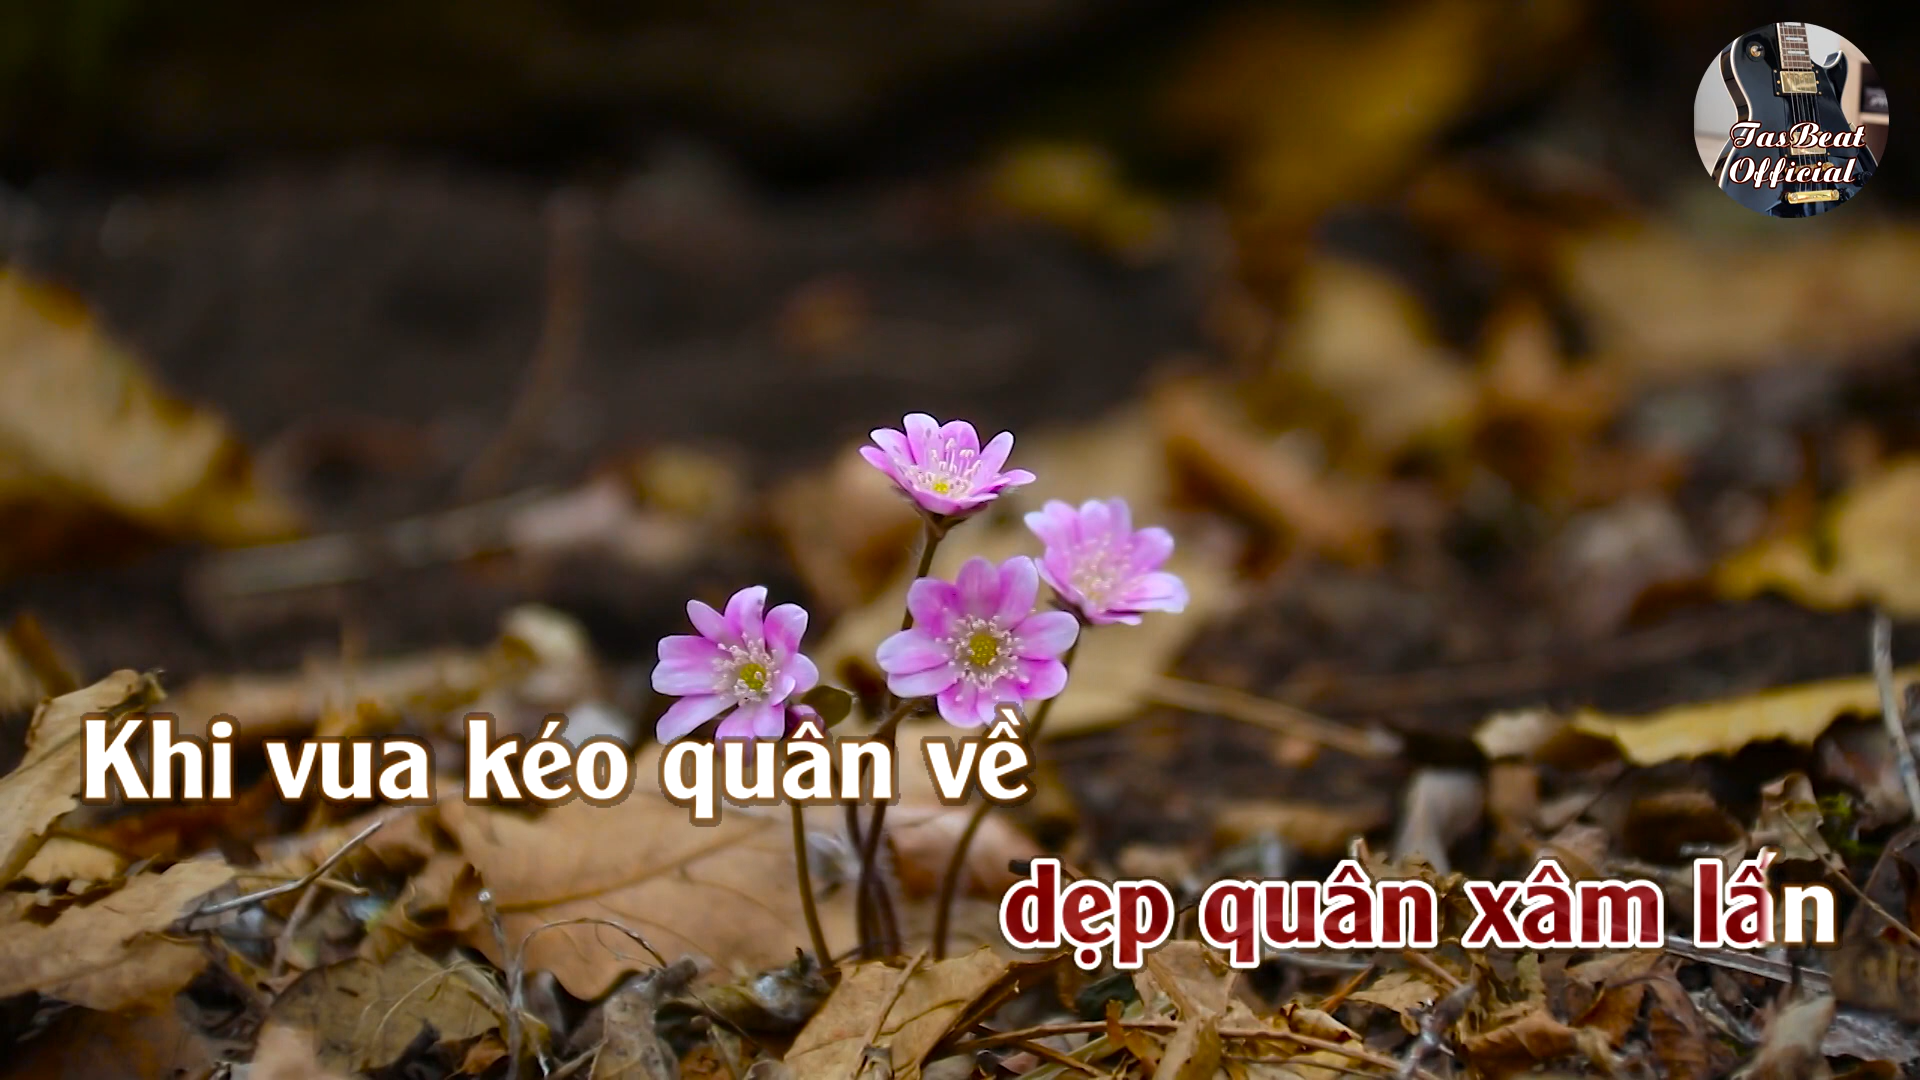 TasBeat
Official
Khi vua kéo quân về
dẹp quân xâm lấn